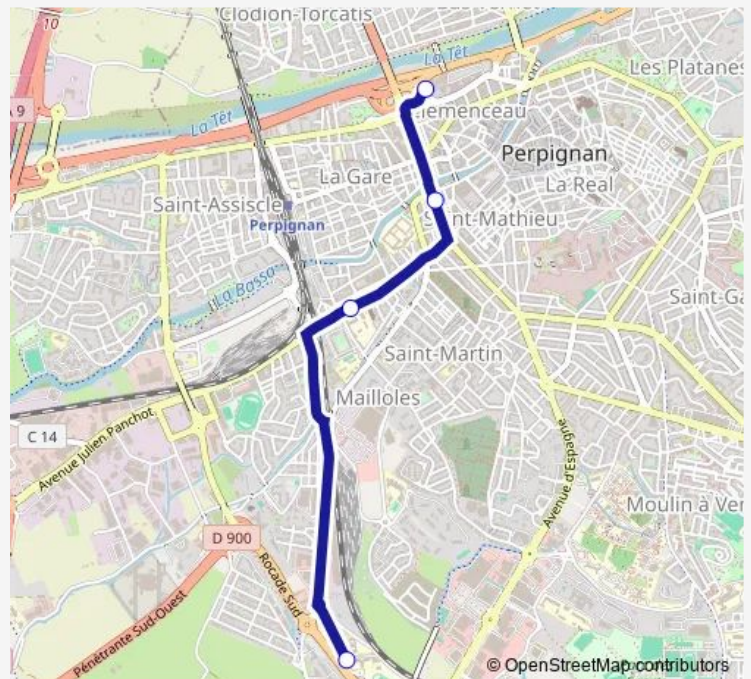 Clodion-Torcatis
10
La Têt
Les Platanes
9
La Têt
Clemenceau
Perpignan
La Gare
La Real
Saint-Assiscle
Perpignan
Saint-Mathieu
La Bassa
Saint-Ga
Saint-Martin
Mailloles
Avenue Julien Panchot
C 14
Avenue d'Espagne
Moulin à Ver
D 900
Rocade Sud
Pénétrante Sud-Ouest
© OpenStreetMap contributors